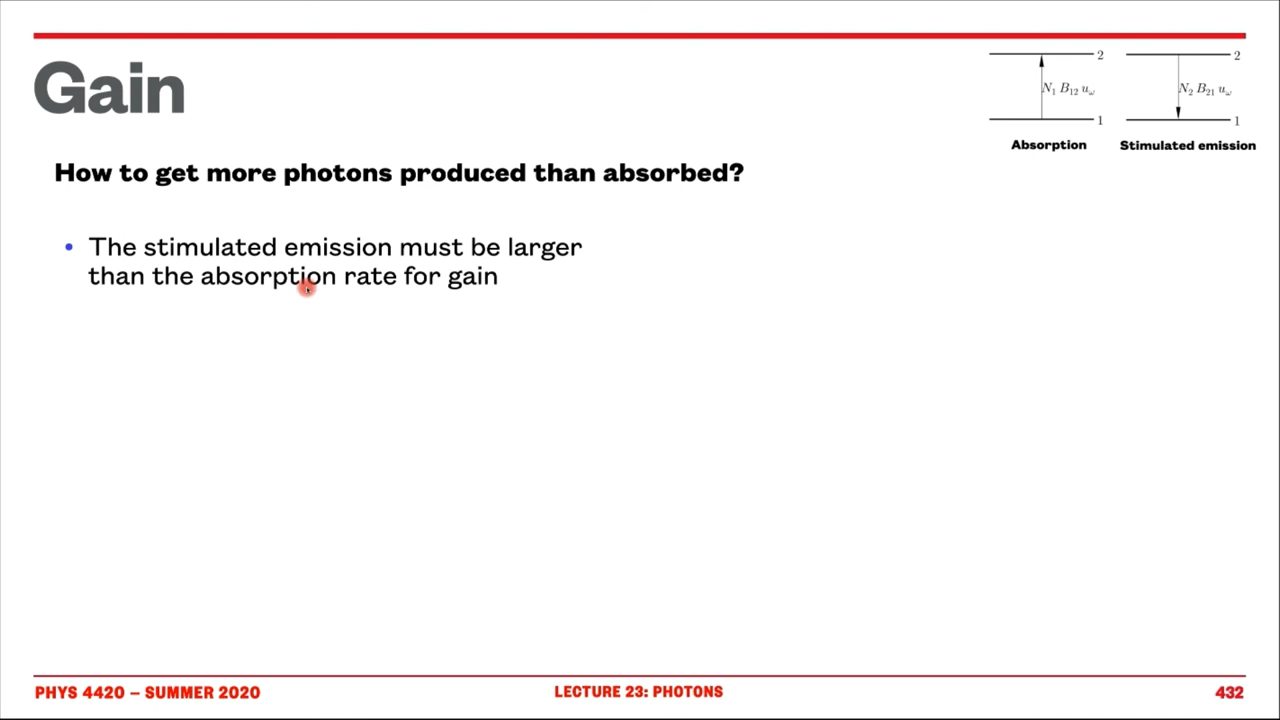 Gain
2
N₁ B₁₂ u_ω
1
Absorption
2
N₂ B₂₁ u_ω
1
Stimulated emission
How to get more photons produced than absorbed?
• The stimulated emission must be larger
than the absorption rate for gain
PHYS 4420 – SUMMER 2020
LECTURE 23: PHOTONS
432